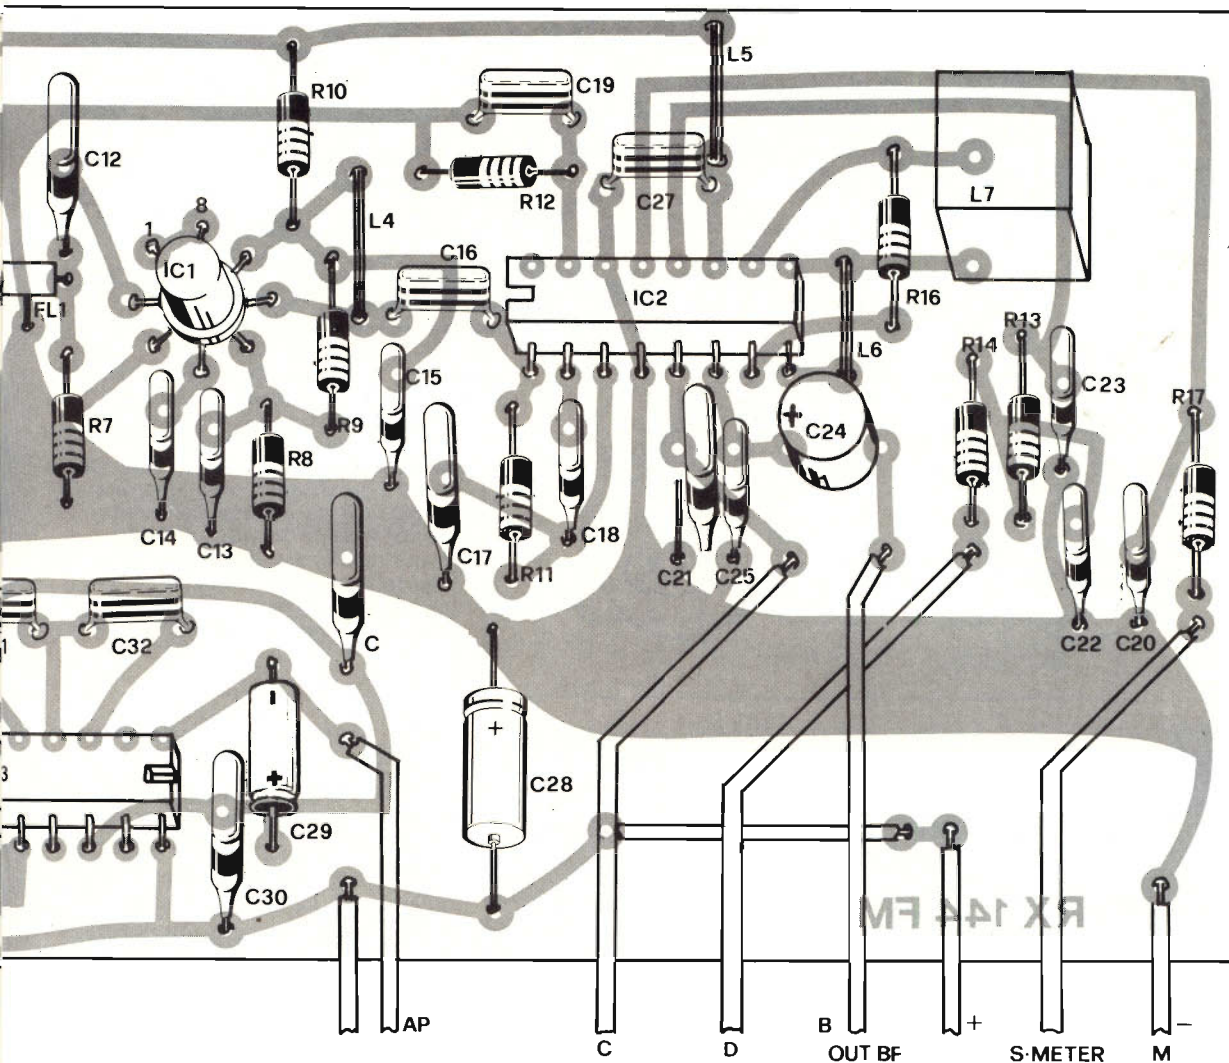 L5
R10
C19
C12
R12
C27
L7
8
L4
1
C16
IC1
IC2
FL1
R16
R13
L6
R14
C15
C23
R17
R7
R9
C24
+
R8
C14
C13
C18
C17
R11
C21
C25
C32
C
C22
C20
1
-
+
3
+
C28
C29
C30
RX 144 FM
AP
B
+
-
C
D
OUT BF
S·METER
M